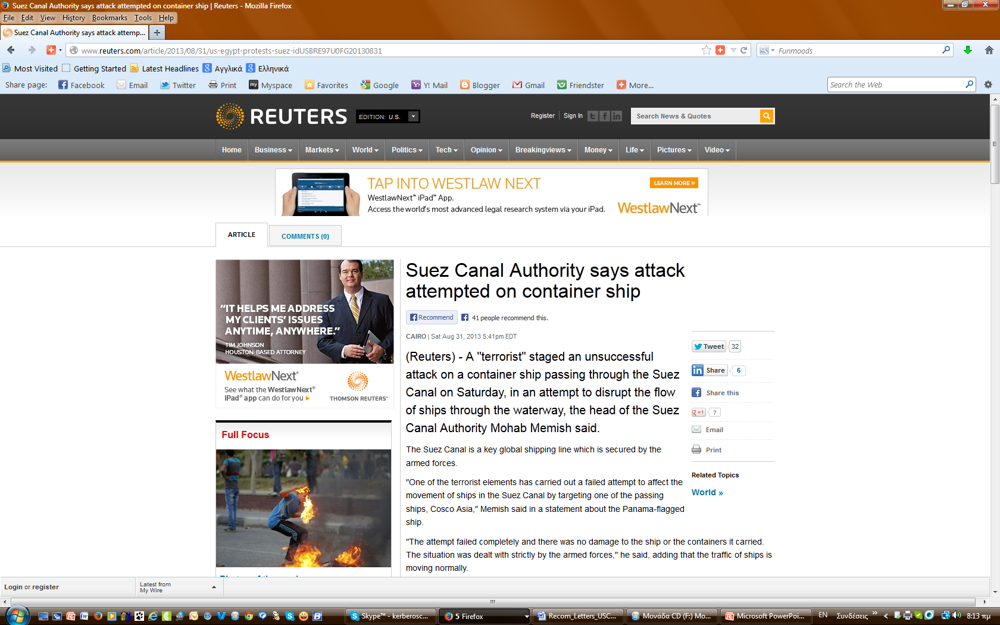 Suez Canal Authority says attack attempted on container ship | Reuters - Mozilla Firefox
File Edit View History Bookmarks Tools Help
Suez Canal Authority says attack attemp... +
www.reuters.com/article/2013/08/31/us-egypt-protests-suez-idUSBRE97U0FG20130831 Funmoods
Most Visited Getting Started Latest Headlines Αγγλικά Ελληνικά
Share page: Facebook Email Twitter Print Myspace Favorites Google Y! Mail Blogger Gmail Friendster More... Search the Web
REUTERS EDITION: U.S. Register Sign In Search News & Quotes
Home Business Markets World Politics Tech Opinion Breakingviews Money Life Pictures Video
TAP INTO WESTLAW NEXT LEARN MORE »
WestlawNext™ iPad™ App.
Access the world's most advanced legal research system via your iPad. WestlawNext™
ARTICLE COMMENTS (0)
"IT HELPS ME ADDRESS
MY CLIENTS' ISSUES
ANYTIME, ANYWHERE."
TIM JOHNSON
HOUSTON-BASED ATTORNEY
WestlawNext®
See what the WestlawNext®
iPad® app can do for you
THOMSON REUTERS™
Full Focus
Suez Canal Authority says attack
attempted on container ship
Recommend 41 people recommend this.
CAIRO | Sat Aug 31, 2013 5:41pm EDT
(Reuters) - A "terrorist" staged an unsuccessful
attack on a container ship passing through the Suez
Canal on Saturday, in an attempt to disrupt the flow
of ships through the waterway, the head of the Suez
Canal Authority Mohab Memish said.
The Suez Canal is a key global shipping line which is secured by the
armed forces.
"One of the terrorist elements has carried out a failed attempt to affect the
movement of ships in the Suez Canal by targeting one of the passing
ships, Cosco Asia," Memish said in a statement about the Panama-flagged
ship.
"The attempt failed completely and there was no damage to the ship or the containers it carried.
The situation was dealt with strictly by the armed forces," he said, adding that the traffic of ships is
moving normally.
Tweet 32
in Share 6
Share this
g +1 7
Email
Print
Related Topics
World »
Login or register Latest from
My Wire
Skype™ - kerberosc... 5 Firefox Recom_Letters_USC... Μονάδα CD (F:) Mo... Microsoft PowerPoi... EN Συνδέσεις » 8:13 πμ